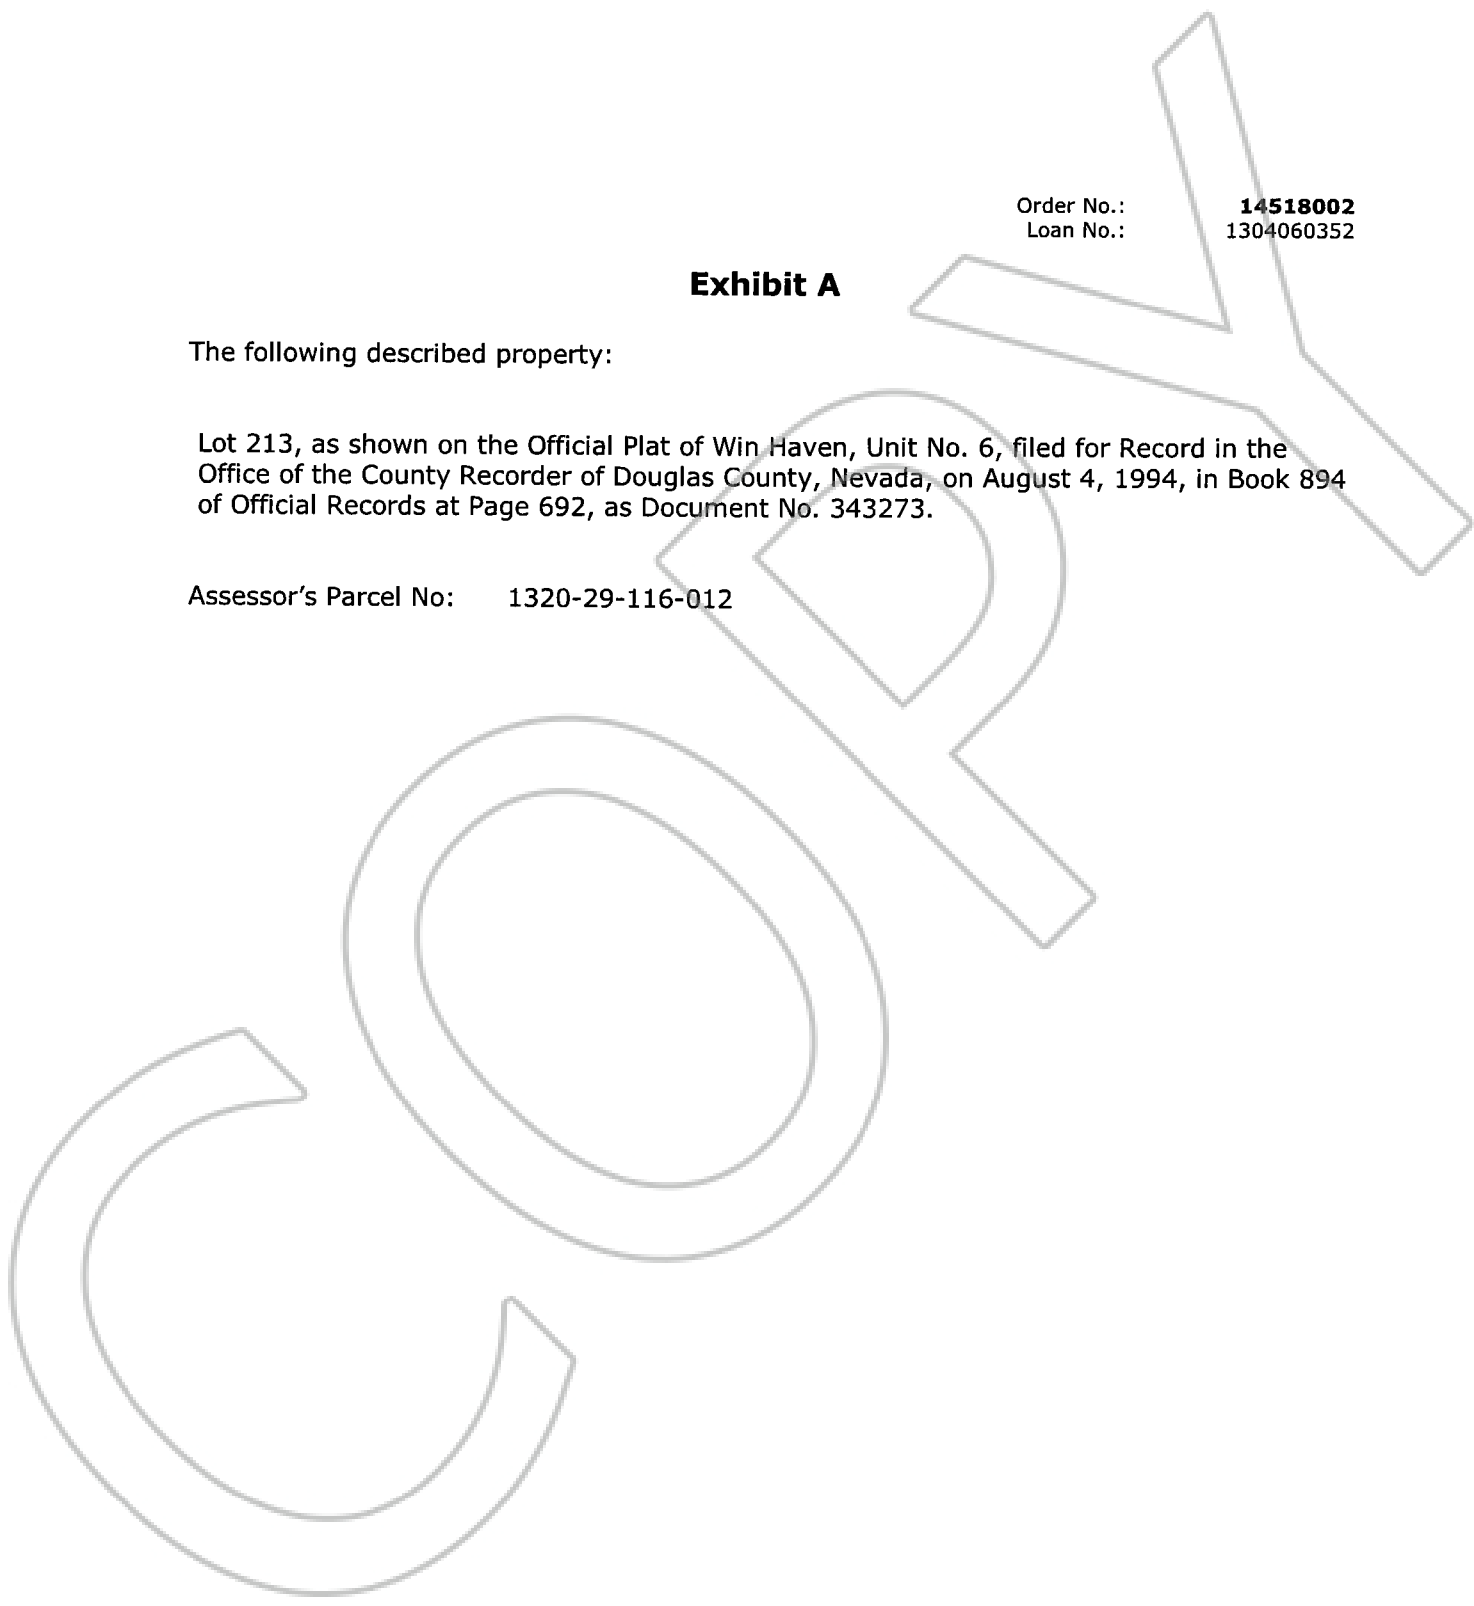 Order No.: 14518002
Loan No.: 1304060352
Exhibit A
The following described property:
Lot 213, as shown on the Official Plat of Win Haven, Unit No. 6, filed for Record in the
Office of the County Recorder of Douglas County, Nevada, on August 4, 1994, in Book 894
of Official Records at Page 692, as Document No. 343273.
Assessor's Parcel No: 1320-29-116-012
COPY